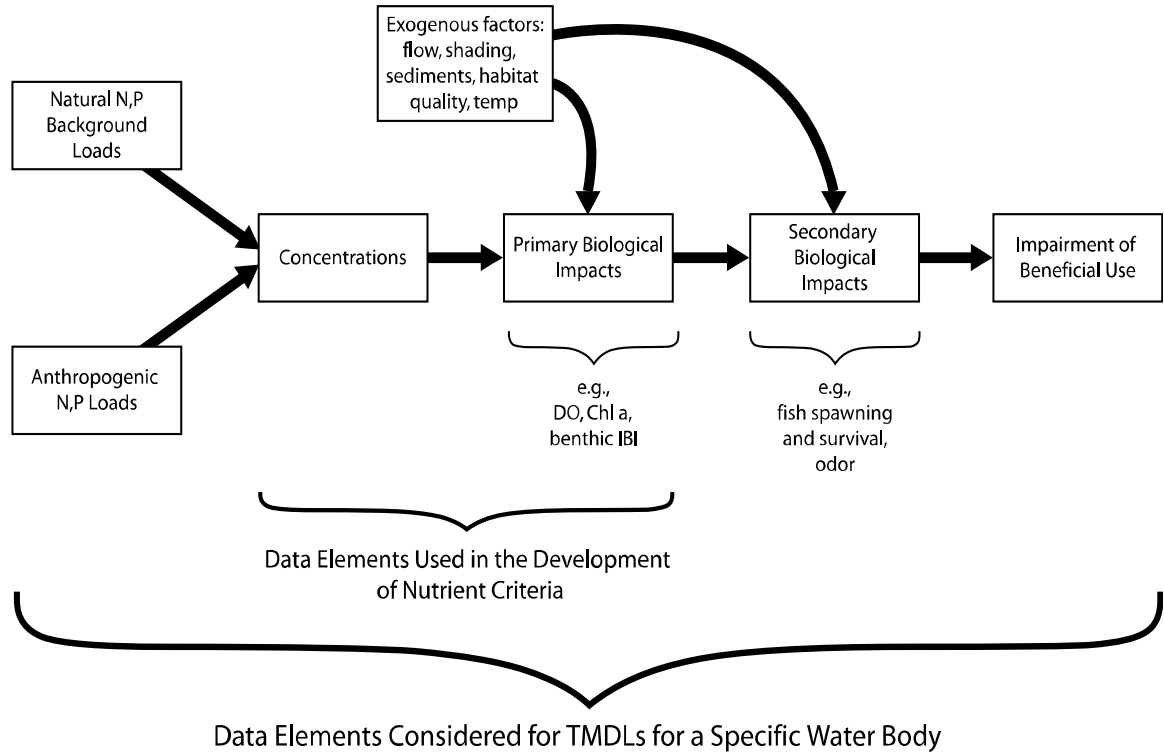 Exogenous factors:
flow, shading,
sediments, habitat
quality, temp
Natural N,P
Background
Loads
Concentrations
Primary Biological
Impacts
Secondary
Biological
Impacts
Impairment of
Beneficial Use
Anthropogenic
N,P Loads
e.g.,
DO, Chl a,
benthic IBI
e.g.,
fish spawning
and survival,
odor
Data Elements Used in the Development
of Nutrient Criteria
Data Elements Considered for TMDLs for a Specific Water Body